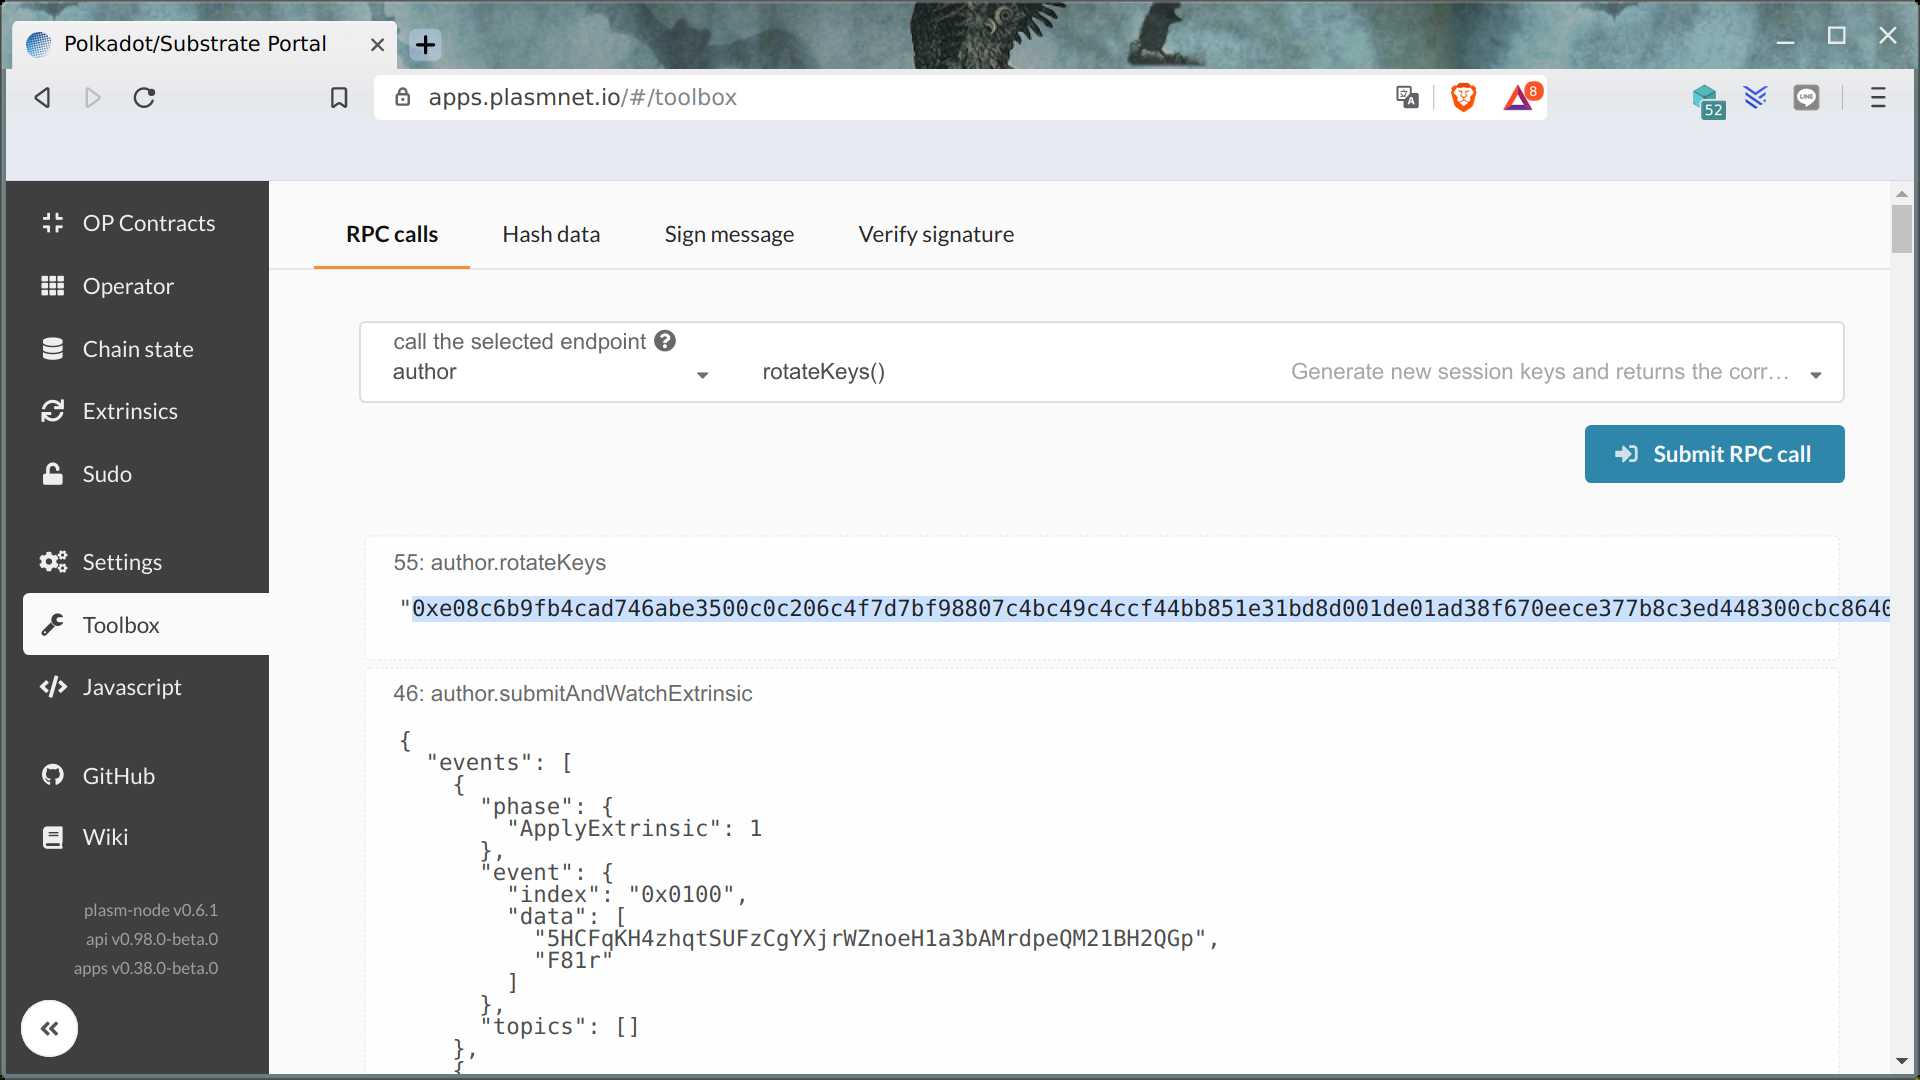 Polkadot/Substrate Portal
apps.plasmnet.io/#/toolbox
8
52
LINE
OP Contracts
Operator
Chain state
Extrinsics
Sudo
Settings
Toolbox
Javascript
GitHub
Wiki
plasm-node v0.6.1
api v0.98.0-beta.0
apps v0.38.0-beta.0
RPC calls
Hash data
Sign message
Verify signature
call the selected endpoint
author
rotateKeys()
Generate new session keys and returns the corr…
Submit RPC call
55: author.rotateKeys
"0xe08c6b9fb4cad746abe3500c0c206c4f7d7bf98807c4bc49c4ccf44bb851e31bd8d001de01ad38f670eece377b8c3ed448300cbc8640
46: author.submitAndWatchExtrinsic
{
"events": [
{
"phase": {
"ApplyExtrinsic": 1
},
"event": {
"index": "0x0100",
"data": [
"5HCFqKH4zhqtSUFzCgYXjrWZnoeH1a3bAMrdpeQM21BH2QGp",
"F81r"
]
},
"topics": []
},
{